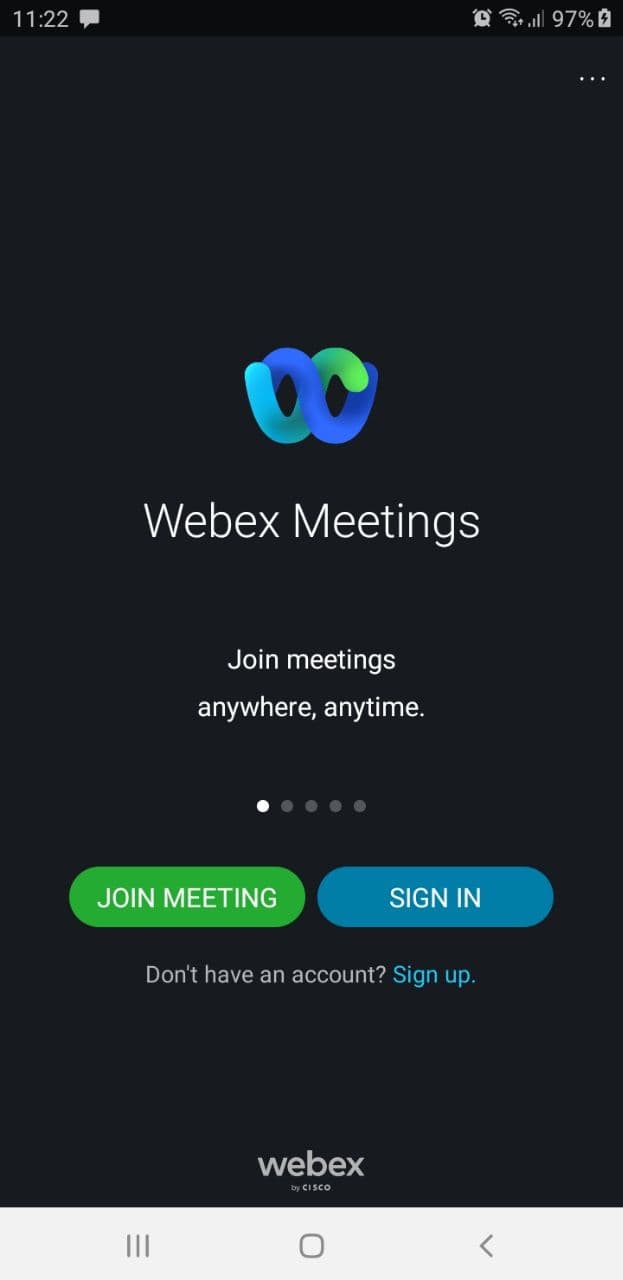 11:22 97%
...
Webex Meetings
Join meetings
anywhere, anytime.
JOIN MEETING SIGN IN
Don't have an account? Sign up.
webex
by CISCO